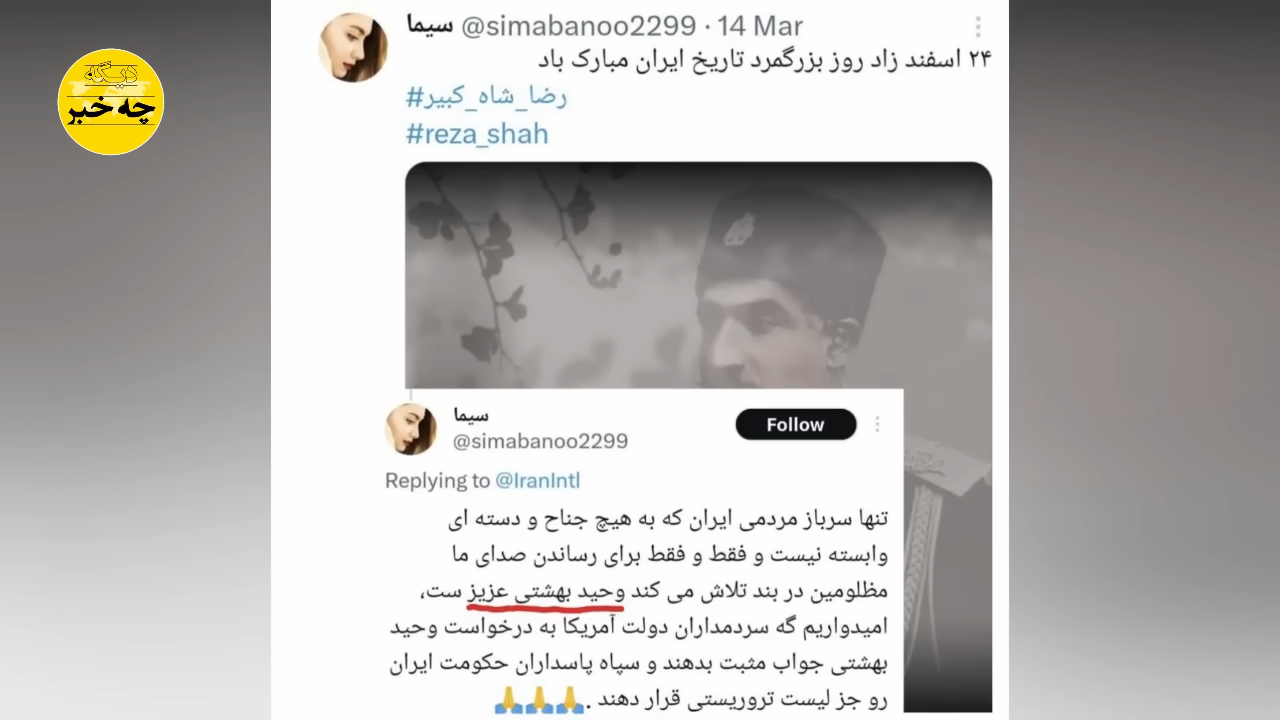 دیگه
چه خبر
سیما @simabanoo2299 · 14 Mar
۲۴ اسفند زاد روز بزرگمرد تاریخ ایران مبارک باد
#رضا_شاه_کبیر
#reza_shah
سیما
@simabanoo2299
Follow
Replying to @IranIntl
تنها سرباز مردمی ایران که به هیچ جناح و دسته ای
وابسته نیست و فقط و فقط برای رساندن صدای ما
مظلومین در بند تلاش می کند وحید بهشتی عزیز ست،
امیدواریم گه سردمداران دولت آمریکا به درخواست وحید
بهشتی جواب مثبت بدهند و سپاه پاسداران حکومت ایران
رو جز لیست تروریستی قرار دهند .🙏🙏🙏